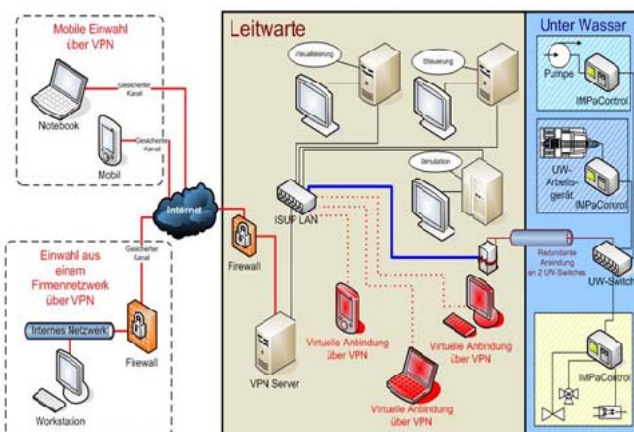 Mobile Einwahl
über VPN
Gesicherter
Kanal
Notebook
Gesicherter
Kanal
Mobil
Internet
Einwahl aus
einem
Firmennetzwerk
über VPN
Gesicherter
Kanal
Internes Netzwerk
Firewall
Workstation
Leitwarte
Visualisierung
Steuerung
Simulation
ISUP LAN
Firewall
VPN Server
Virtuelle Anbindung
über VPN
Virtuelle Anbindung
über VPN
Virtuelle Anbindung
über VPN
Redundante
Anbindung
an 2 UW-Switches
Unter Wasser
Pumpe
IMPaControl
UW-
Arbeits-
gerät
IMPaControl
UW-Switch
IMPaControl